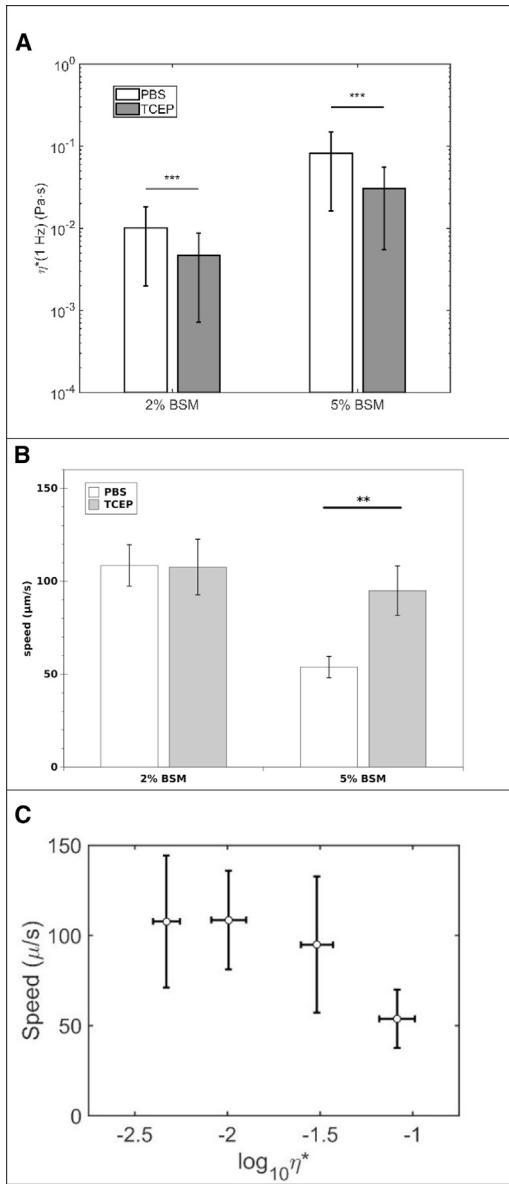 A
10⁰
PBS
TCEP
***
***
10⁻¹
η*(1 Hz) (Pa·s)
10⁻²
10⁻³
10⁻⁴
2% BSM
5% BSM
B
150
PBS
TCEP
**
100
speed (μm/s)
50
0
2% BSM
5% BSM
C
150
100
Speed (μ/s)
50
0
-2.5
-2
-1.5
-1
log₁₀η*